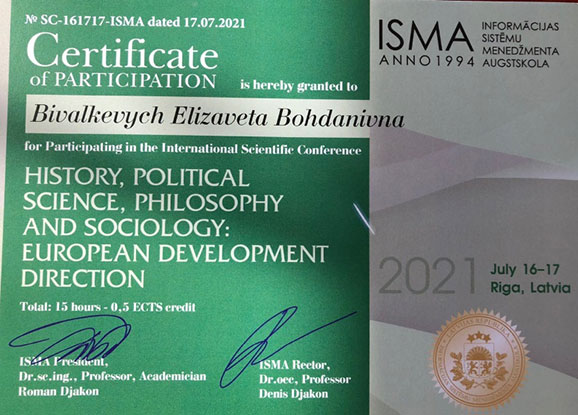 № SC-161717-ISMA dated 17.07.2021
Certificate
of PARTICIPATION
is hereby granted to
Bivalkevych Elizaveta Bohdanivna
for Participating in the International Scientific Conference
HISTORY, POLITICAL
SCIENCE, PHILOSOPHY
AND SOCIOLOGY:
EUROPEAN DEVELOPMENT
DIRECTION
Total: 15 hours - 0,5 ECTS credit
ISMA President,
Dr.sc.ing., Professor, Academician
Roman Djakon
ISMA Rector,
Dr.oec, Professor
Denis Djakon
ISMA
ANNO 1994
INFORMĀCIJAS
SISTĒMU
MENEDŽMENTA
AUGSTSKOLA
2021
July 16-17
Riga, Latvia